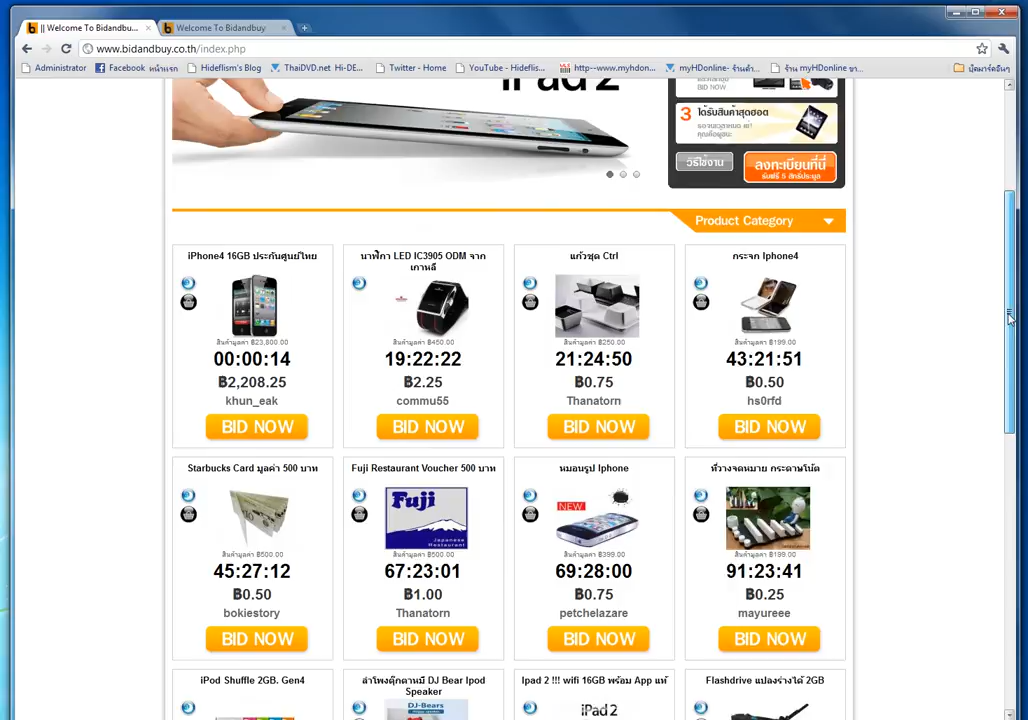 || Welcome To Bidandbu...
Welcome To Bidandbuy
www.bidandbuy.co.th/index.php
Administrator
Facebook หน้าแรก
Hideflism's Blog
ThaiDVD.net Hi-DE...
Twitter - Home
YouTube - Hideflis...
http--www.myhdon...
myHDonline- ร้านด้า...
ร้าน myHDonline ขา...
บุ๊คมาร์คอื่นๆ
iPad 2
BID NOW
3 ได้รับสินค้าสุดฮอต
วิธีใช้งาน
ลงทะเบียนที่นี่
รับฟรี 5 สิทธิ์ประมูล
Product Category
iPhone4 16GB ประกันศูนย์ไทย
สินค้ามูลค่า ฿23,800.00
00:00:14
฿2,208.25
khun_eak
BID NOW
นาฬิกา LED IC3905 ODM จาก
เกาหลี
สินค้ามูลค่า ฿450.00
19:22:22
฿2.25
commu55
BID NOW
แก้วชุด Ctrl
สินค้ามูลค่า ฿250.00
21:24:50
฿0.75
Thanatorn
BID NOW
กระจก Iphone4
สินค้ามูลค่า ฿199.00
43:21:51
฿0.50
hs0rfd
BID NOW
Starbucks Card มูลค่า 500 บาท
สินค้ามูลค่า ฿500.00
45:27:12
฿0.50
bokiestory
BID NOW
Fuji Restaurant Voucher 500 บาท
Fuji
Japanese
Restaurant
สินค้ามูลค่า ฿500.00
67:23:01
฿1.00
Thanatorn
BID NOW
หมอนรูป Iphone
NEW
สินค้ามูลค่า ฿399.00
69:28:00
฿0.75
petchelazare
BID NOW
ที่วางจดหมาย กระดาษโน้ต
สินค้ามูลค่า ฿199.00
91:23:41
฿0.25
mayureee
BID NOW
iPod Shuffle 2GB. Gen4
ลำโพงตุ๊กตาหมี DJ Bear Ipod
Speaker
DJ-Bears
Ipad 2 !!! wifi 16GB พร้อม App แท้
iPad 2
Flashdrive แปลงร่างได้ 2GB